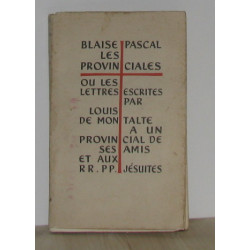 BLAISE PASCAL
LES
PROVINCIALES
OU LES
LETTRES ESCRITES
PAR
LOUIS
DE MONTALTE
A UN
PROVINCIAL DE
SES AMIS
ET AUX
RR. PP. JÉSUITES